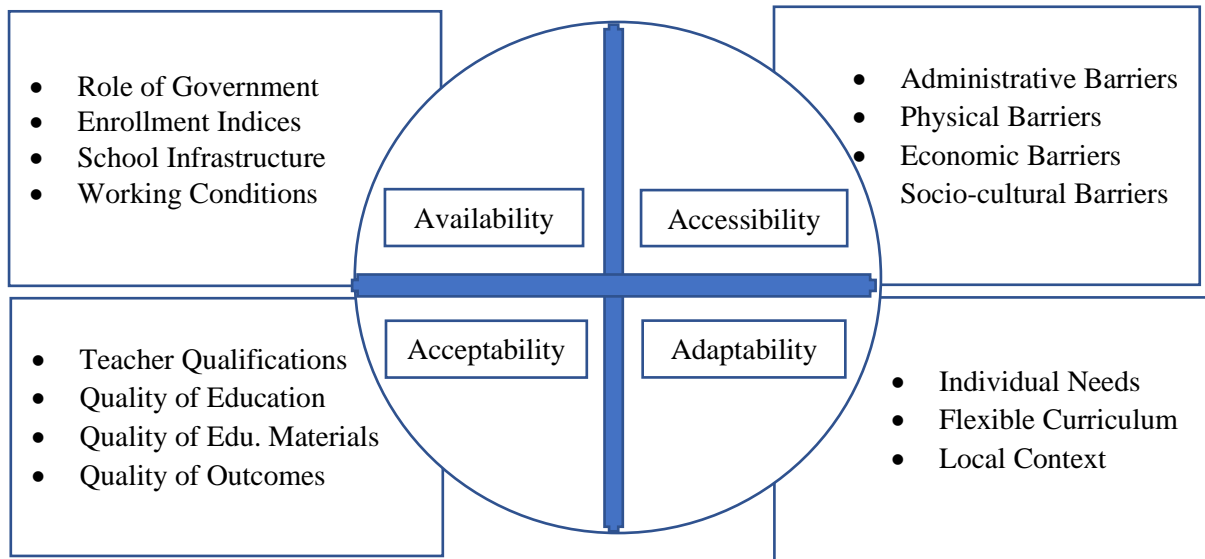 • Role of Government
• Enrollment Indices
• School Infrastructure
• Working Conditions
• Administrative Barriers
• Physical Barriers
• Economic Barriers
Socio-cultural Barriers
Availability
Accessibility
Acceptability
Adaptability
• Teacher Qualifications
• Quality of Education
• Quality of Edu. Materials
• Quality of Outcomes
• Individual Needs
• Flexible Curriculum
• Local Context